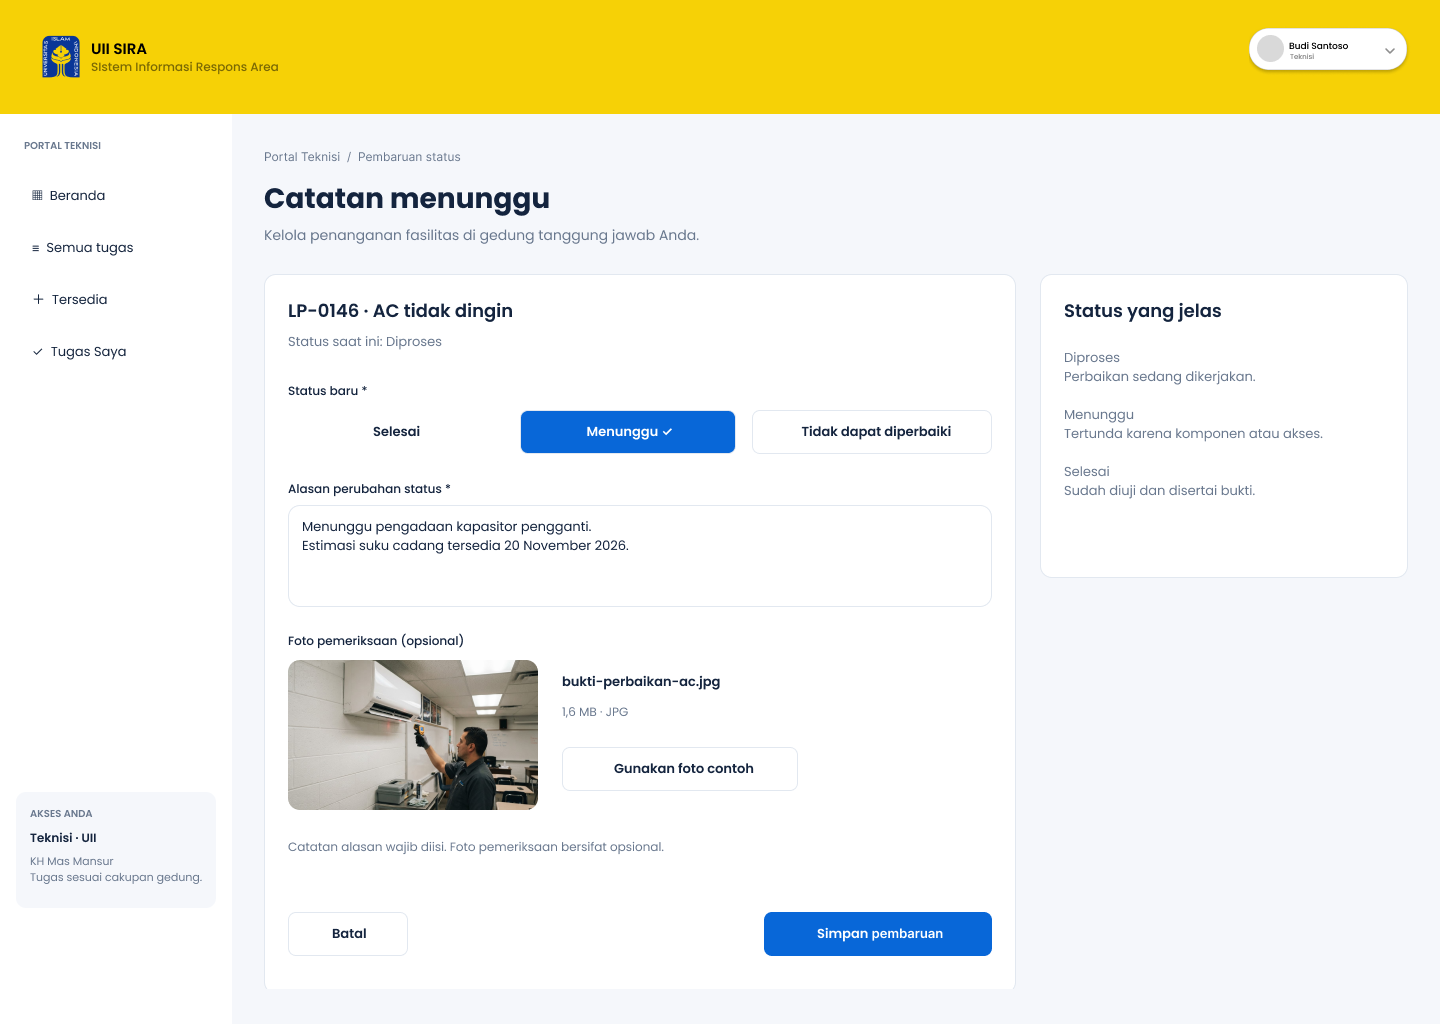 UNIVERSITAS ISLAM INDONESIA
UII SIRA
SIstem Informasi Respons Area
Budi Santoso
Teknisi
PORTAL TEKNISI
Beranda
Semua tugas
Tersedia
Tugas Saya
AKSES ANDA
Teknisi · UII
KH Mas Mansur
Tugas sesuai cakupan gedung.
Portal Teknisi / Pembaruan status
Catatan menunggu
Kelola penanganan fasilitas di gedung tanggung jawab Anda.
LP-0146 · AC tidak dingin
Status saat ini: Diproses
Status baru *
Selesai
Menunggu ✓
Tidak dapat diperbaiki
Alasan perubahan status *
Menunggu pengadaan kapasitor pengganti.
Estimasi suku cadang tersedia 20 November 2026.
Foto pemeriksaan (opsional)
bukti-perbaikan-ac.jpg
1,6 MB · JPG
Gunakan foto contoh
Catatan alasan wajib diisi. Foto pemeriksaan bersifat opsional.
Batal
Simpan pembaruan
Status yang jelas
Diproses
Perbaikan sedang dikerjakan.
Menunggu
Tertunda karena komponen atau akses.
Selesai
Sudah diuji dan disertai bukti.